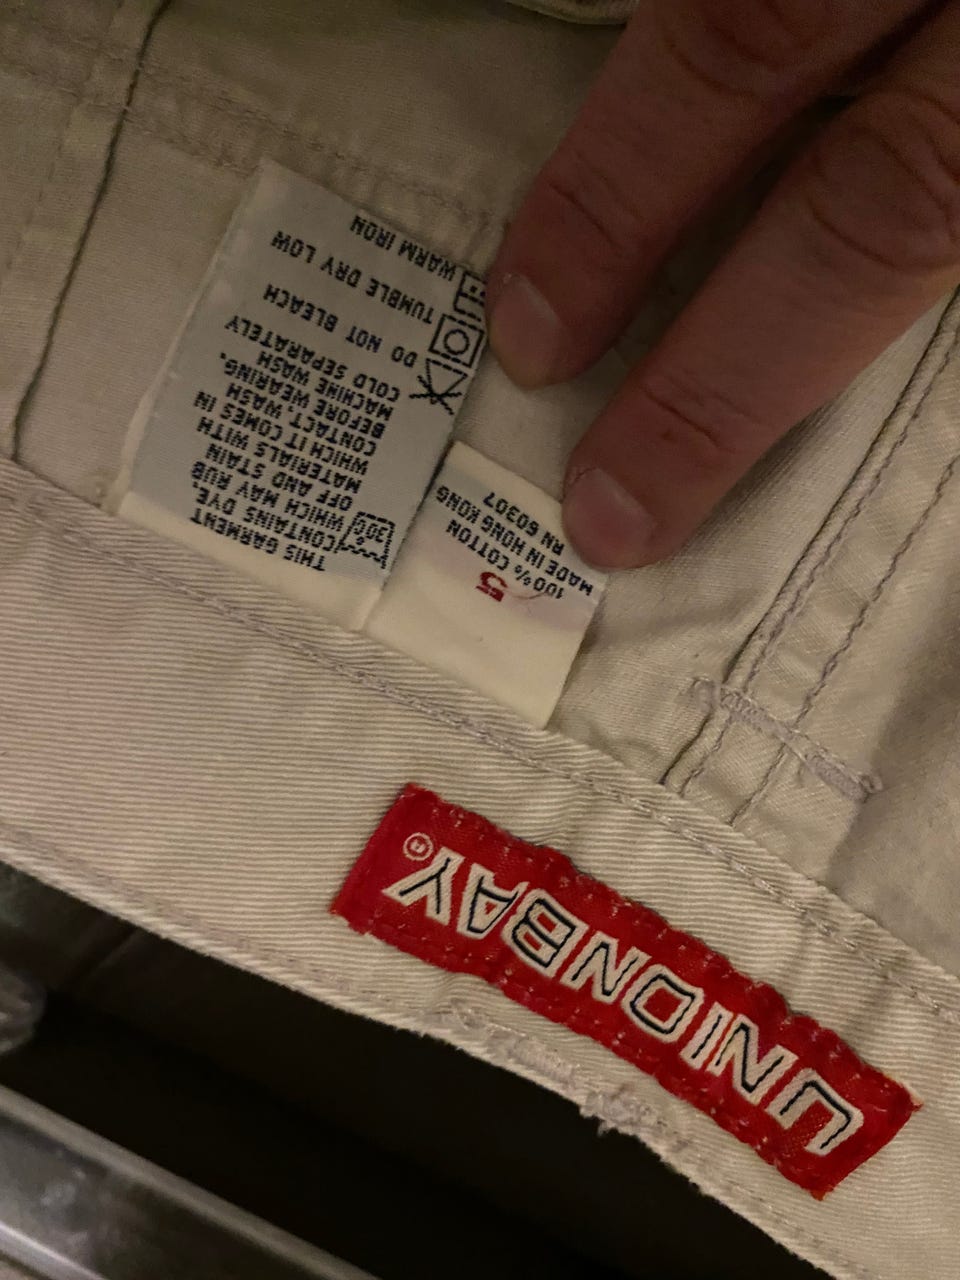 UNIONBAY®
5
100% COTTON
MADE IN HONG KONG
RN 60307
THIS GARMENT
CONTAINS DYE,
WHICH MAY RUB
OFF AND STAIN
MATERIALS WITH
WHICH IT COMES IN
CONTACT. WASH
BEFORE WEARING.
MACHINE WASH
COLD SEPARATELY
30°
DO NOT BLEACH
TUMBLE DRY LOW
WARM IRON